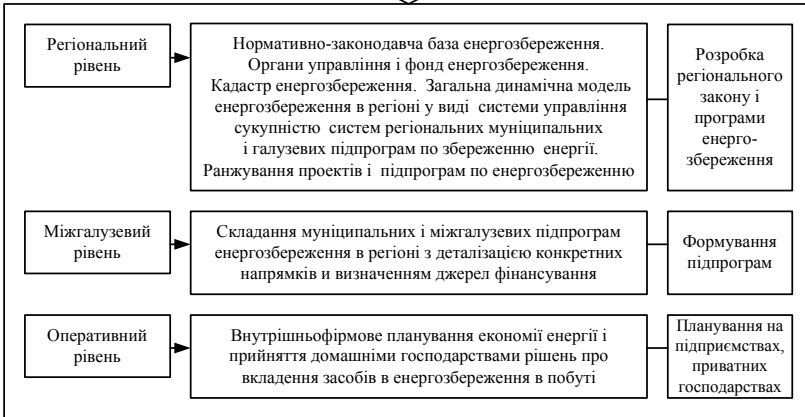 Регіональний
рівень
Нормативно-законодавча база енергозбереження.
Органи управління і фонд енергозбереження.
Кадастр енергозбереження. Загальна динамічна модель
енергозбереження в регіоні у виді системи управління
сукупністю систем регіональних муніципальних
і галузевих підпрограм по збереженню енергії.
Ранжування проектів і підпрограм по енергозбереженню
Розробка
регіонального
закону і
програми
енерго-
збереження
Міжгалузевий
рівень
Складання муніципальних і міжгалузевих підпрограм
енергозбереження в регіоні з деталізацією конкретних
напрямків и визначенням джерел фінансування
Формування
підпрограм
Оперативний
рівень
Внутрішньофірмове планування економії енергії і
прийняття домашніми господарствами рішень про
вкладення засобів в енергозбереження в побуті
Планування на
підприємствах,
приватних
господарствах